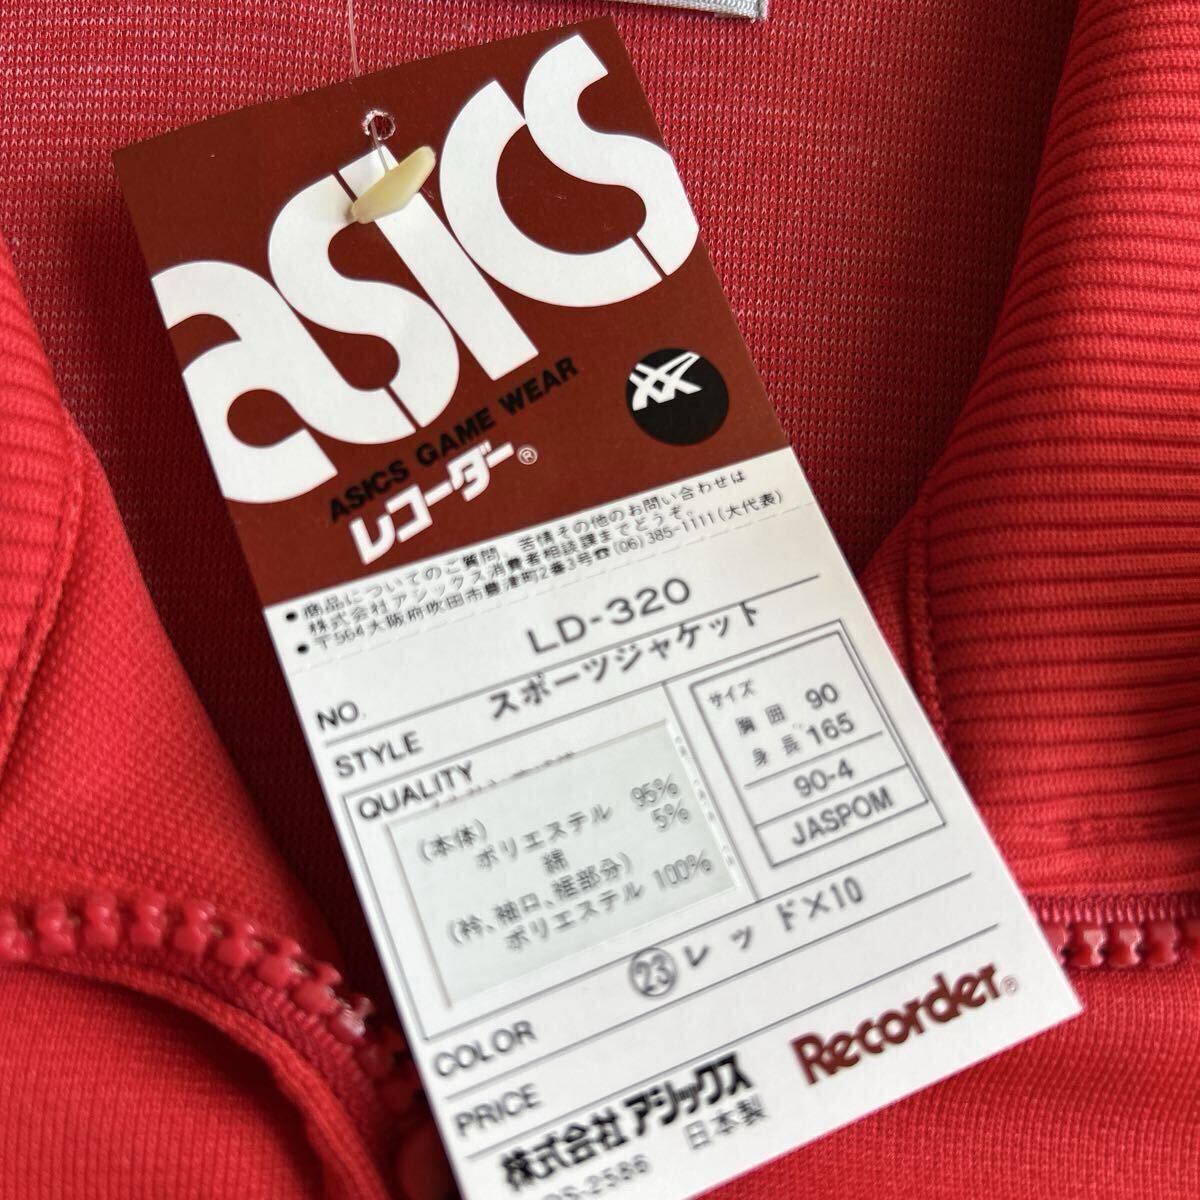 asics
ASICS GAME WEAR
レコーダー®
●商品についてのご質問、苦情その他のお問い合わせは
株式会社アシックス消費者相談課までどうぞ。
●〒564大阪府吹田市豊津町2番3号☎(06)385-1111(大代表)
NO. LD-320
STYLE スポーツジャケット
QUALITY
(本体)
ポリエステル 95%
綿 5%
(衿、袖口、裾部分)
ポリエステル 100%
サイズ
胸囲 90
身長 165
90-4
JASPOM
COLOR ㉓レッド×10
PRICE
株式会社アシックス
日本製
Recorder®